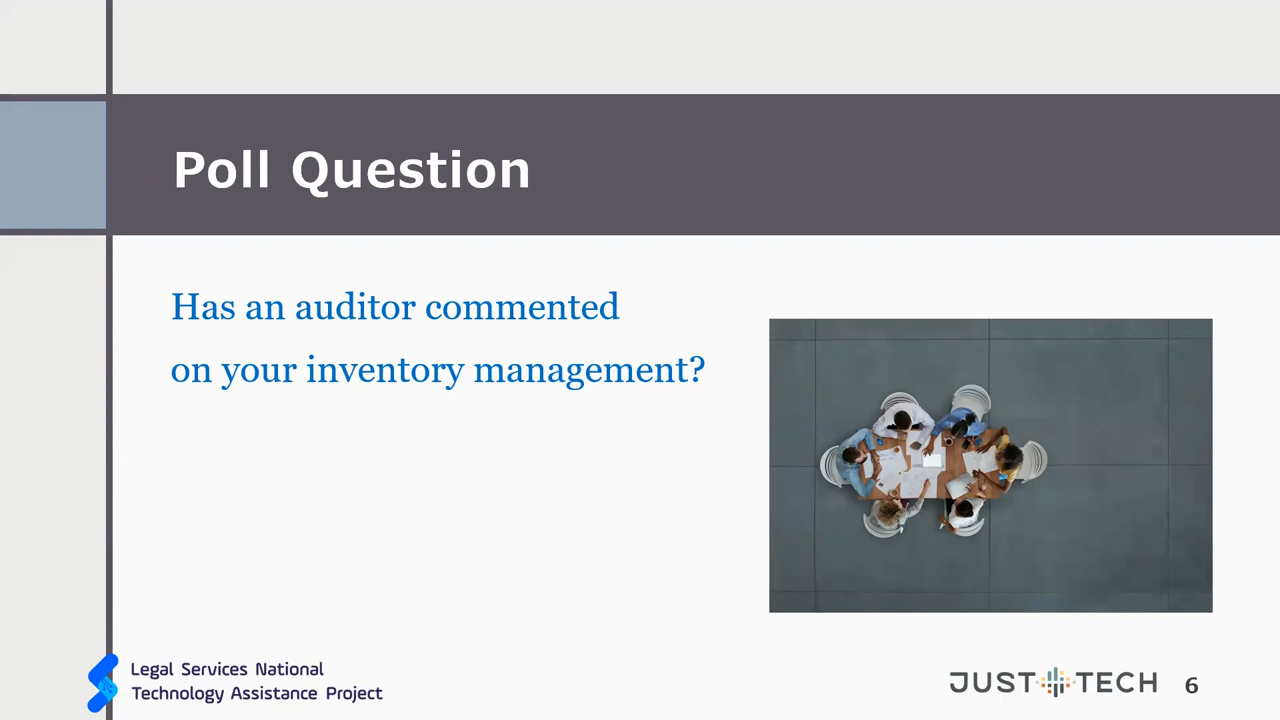 Poll Question
Has an auditor commented
on your inventory management?
Legal Services National
Technology Assistance Project
JUST TECH
6